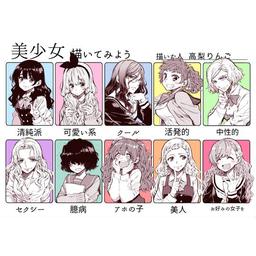 美少女 描いてみよう
描いた人 高梨りんご
清純派 可愛い系 クール 活発的 中性的
セクシー 臆病 アホの子 美人 お好みの女子を